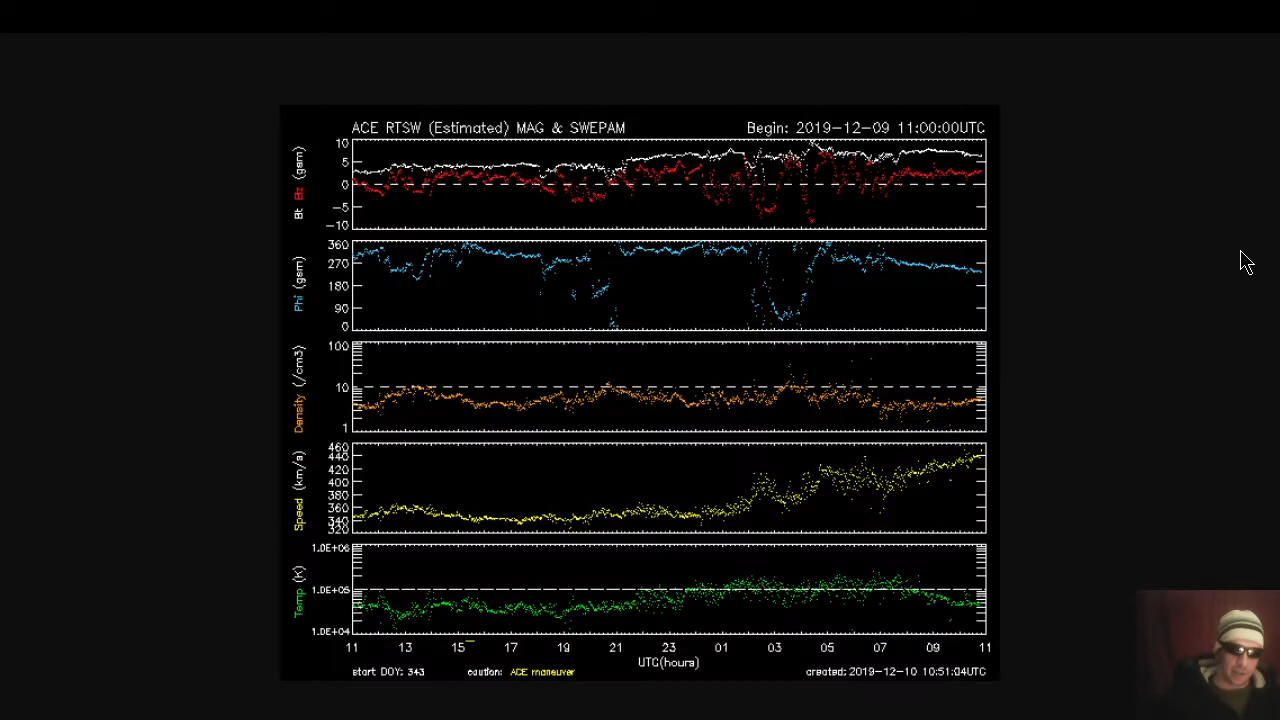 ACE RTSW (Estimated) MAG & SWEPAM Begin: 2019-12-09 11:00:00UTC
Bt Bz (gsm)
10
5
0
-5
-10
Phi (gsm)
360
270
180
90
0
Density (/cm3)
100
10
1
Speed (km/s)
460
440
420
400
380
360
340
320
Temp (K)
1.0E+06
1.0E+05
1.0E+04
11 13 15 17 19 21 23 01 03 05 07 09 11
UTC(hours)
start DOY: 343 caution: ACE maneuver created: 2019-12-10 10:51:04UTC